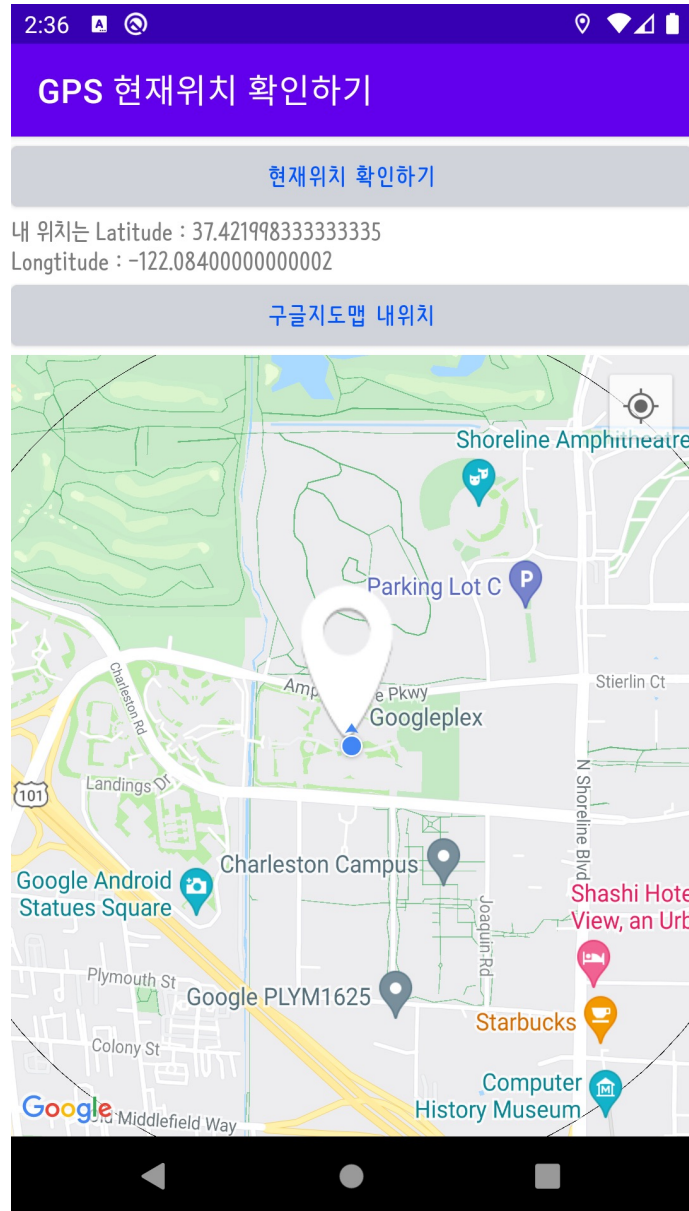 2:36
GPS 현재위치 확인하기
현재위치 확인하기
내 위치는 Latitude : 37.421998333333335
Longtitude : -122.08400000000002
구글지도맵 내위치
Shoreline Amphitheatre
Parking Lot C
P
Charleston Rd
Stierlin Ct
Amp
e Pkwy
Googleplex
Landings Dr
101
N Shoreline Blvd
Charleston Campus
Google Android
Statues Square
Joaquin Rd
Shashi Hote
View, an Urb
Plymouth St
Google PLYM1625
Starbucks
Colony St
Computer
History Museum
M
Google
Middlefield Way